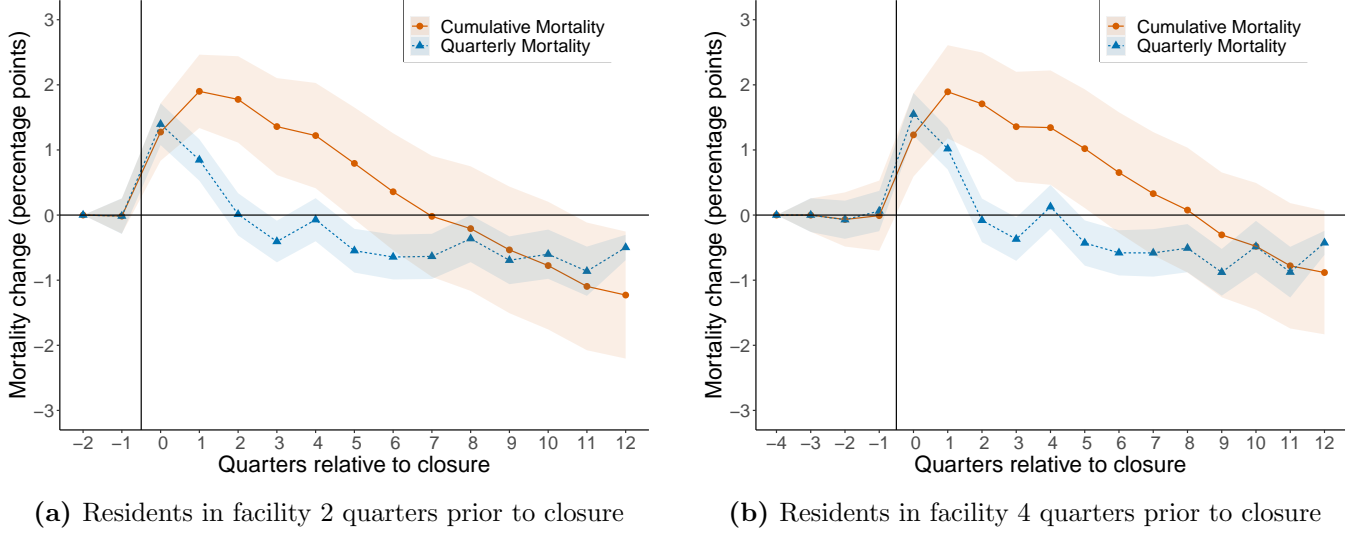 Mortality change (percentage points)
3
2
1
0
−1
−2
−3
Cumulative Mortality
Quarterly Mortality
−2 −1 0 1 2 3 4 5 6 7 8 9 10 11 12
Quarters relative to closure
(a) Residents in facility 2 quarters prior to closure
Mortality change (percentage points)
3
2
1
0
−1
−2
−3
Cumulative Mortality
Quarterly Mortality
−4 −3 −2 −1 0 1 2 3 4 5 6 7 8 9 10 11 12
Quarters relative to closure
(b) Residents in facility 4 quarters prior to closure